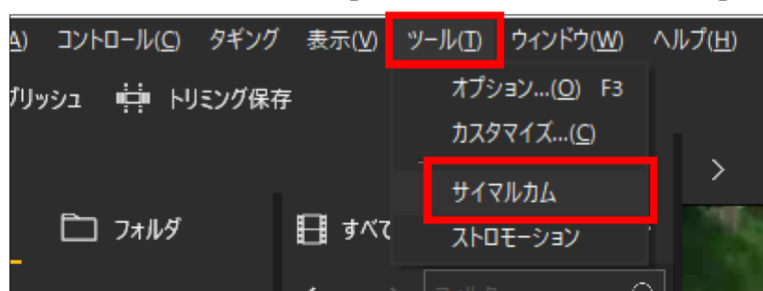 コントロール(C) タギング 表示(V) ツール(T) ウィンドウ(W) ヘルプ(H)
トリミング保存
オプション...(O) F3
カスタマイズ...(C)
サイマルカム
フォルダ
すべて
ストロモーション